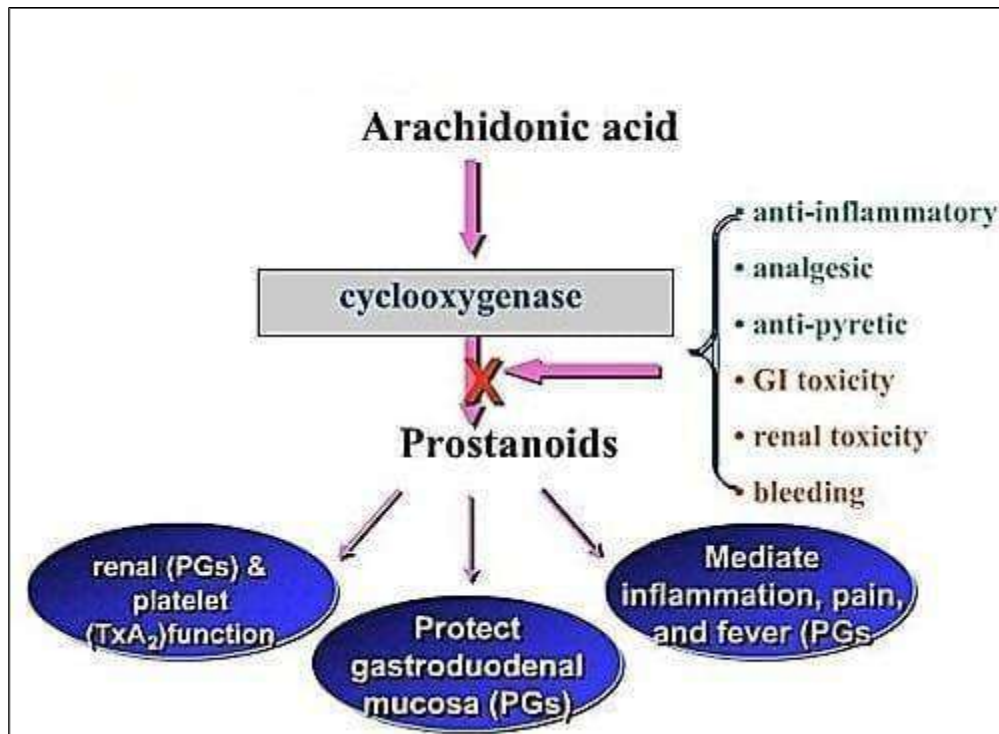 Arachidonic acid
cyclooxygenase
X
Prostanoids
• anti-inflammatory
• analgesic
• anti-pyretic
• GI toxicity
• renal toxicity
• bleeding
renal (PGs) &
platelet
(TxA₂)function
Protect
gastroduodenal
mucosa (PGs)
Mediate
inflammation, pain,
and fever (PGs